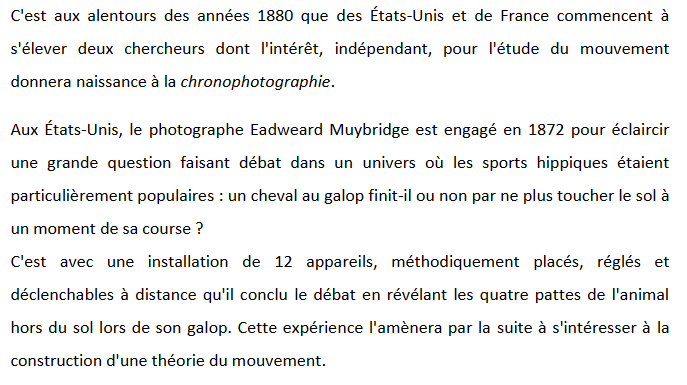 C'est aux alentours des années 1880 que des États-Unis et de France commencent à
s'élever deux chercheurs dont l'intérêt, indépendant, pour l'étude du mouvement
donnera naissance à la chronophotographie.
Aux États-Unis, le photographe Eadweard Muybridge est engagé en 1872 pour éclaircir
une grande question faisant débat dans un univers où les sports hippiques étaient
particulièrement populaires : un cheval au galop finit-il ou non par ne plus toucher le sol à
un moment de sa course ?
C'est avec une installation de 12 appareils, méthodiquement placés, réglés et
déclenchables à distance qu'il conclu le débat en révélant les quatre pattes de l'animal
hors du sol lors de son galop. Cette expérience l'amènera par la suite à s'intéresser à la
construction d'une théorie du mouvement.